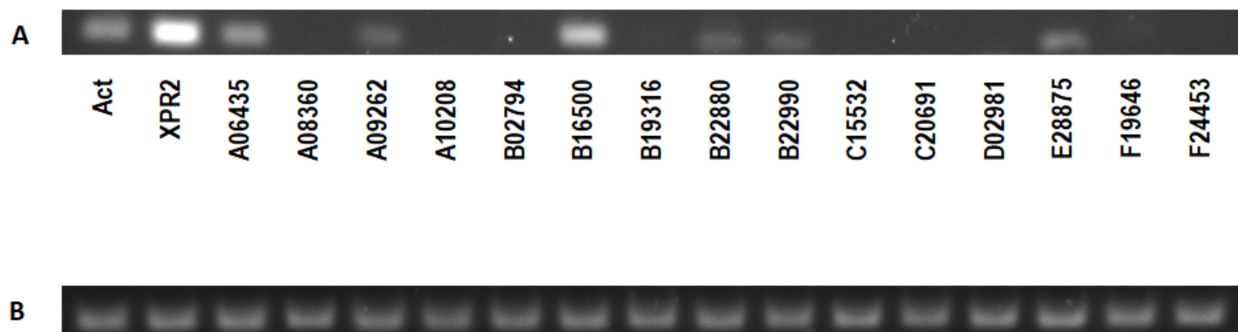 A
Act
XPR2
A06435
A08360
A09262
A10208
B02794
B16500
B19316
B22880
B22990
C15532
C20691
D02981
E28875
F19646
F24453
B